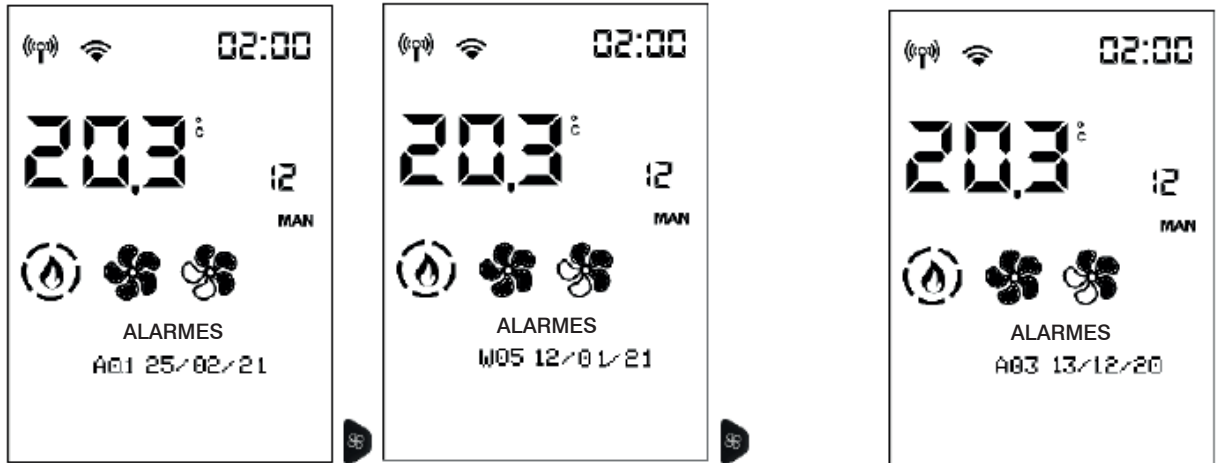 02:00
20,3 °c
12
MAN
ALARMES
A01 25/02/21
02:00
20,3 °c
12
MAN
ALARMES
W05 12/01/21
02:00
20,3 °c
12
MAN
ALARMES
A03 13/12/20